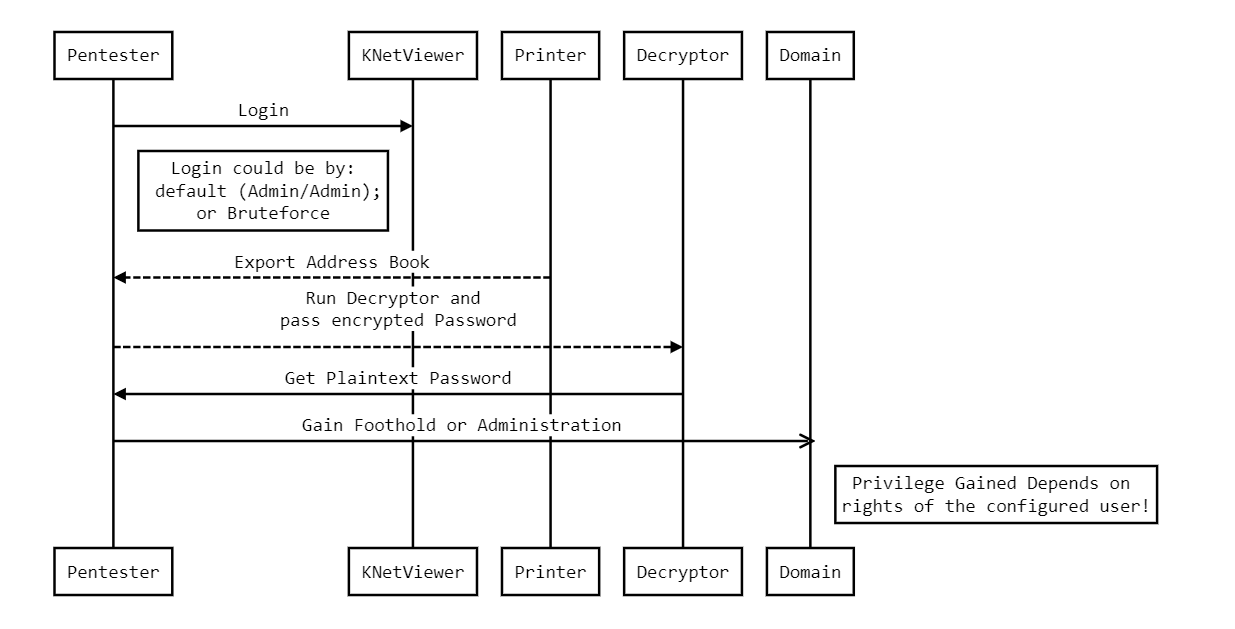 Pentester KNetViewer Printer Decryptor Domain
Login
Login could be by:
default (Admin/Admin);
or Bruteforce
Export Address Book
Run Decryptor and
pass encrypted Password
Get Plaintext Password
Gain Foothold or Administration
Privilege Gained Depends on
rights of the configured user!
Pentester KNetViewer Printer Decryptor Domain